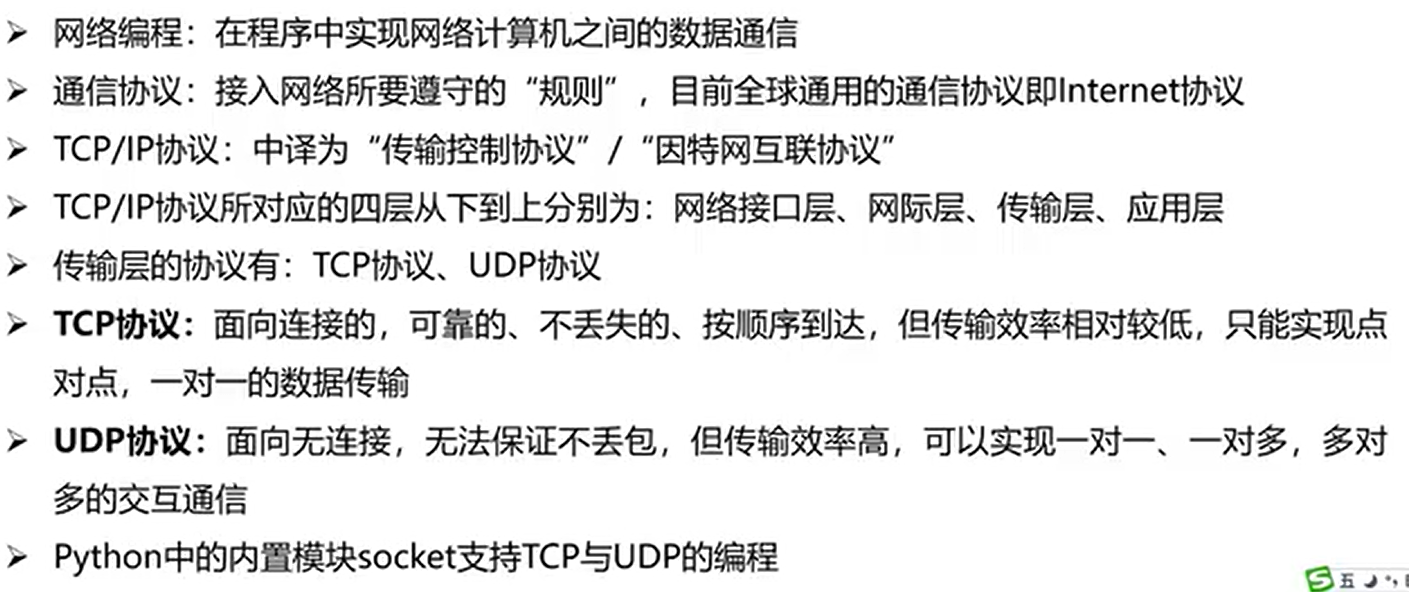 ➢ 网络编程：在程序中实现网络计算机之间的数据通信
➢ 通信协议：接入网络所要遵守的“规则”，目前全球通用的通信协议即Internet协议
➢ TCP/IP协议：中译为“传输控制协议” / “因特网互联协议”
➢ TCP/IP协议所对应的四层从下到上分别为：网络接口层、网际层、传输层、应用层
➢ 传输层的协议有：TCP协议、UDP协议
➢ TCP协议：面向连接的，可靠的、不丢失的、按顺序到达，但传输效率相对较低，只能实现点
对点，一对一的数据传输
➢ UDP协议：面向无连接，无法保证不丢包，但传输效率高，可以实现一对一、一对多，多对
多的交互通信
➢ Python中的内置模块socket支持TCP与UDP的编程
S 五